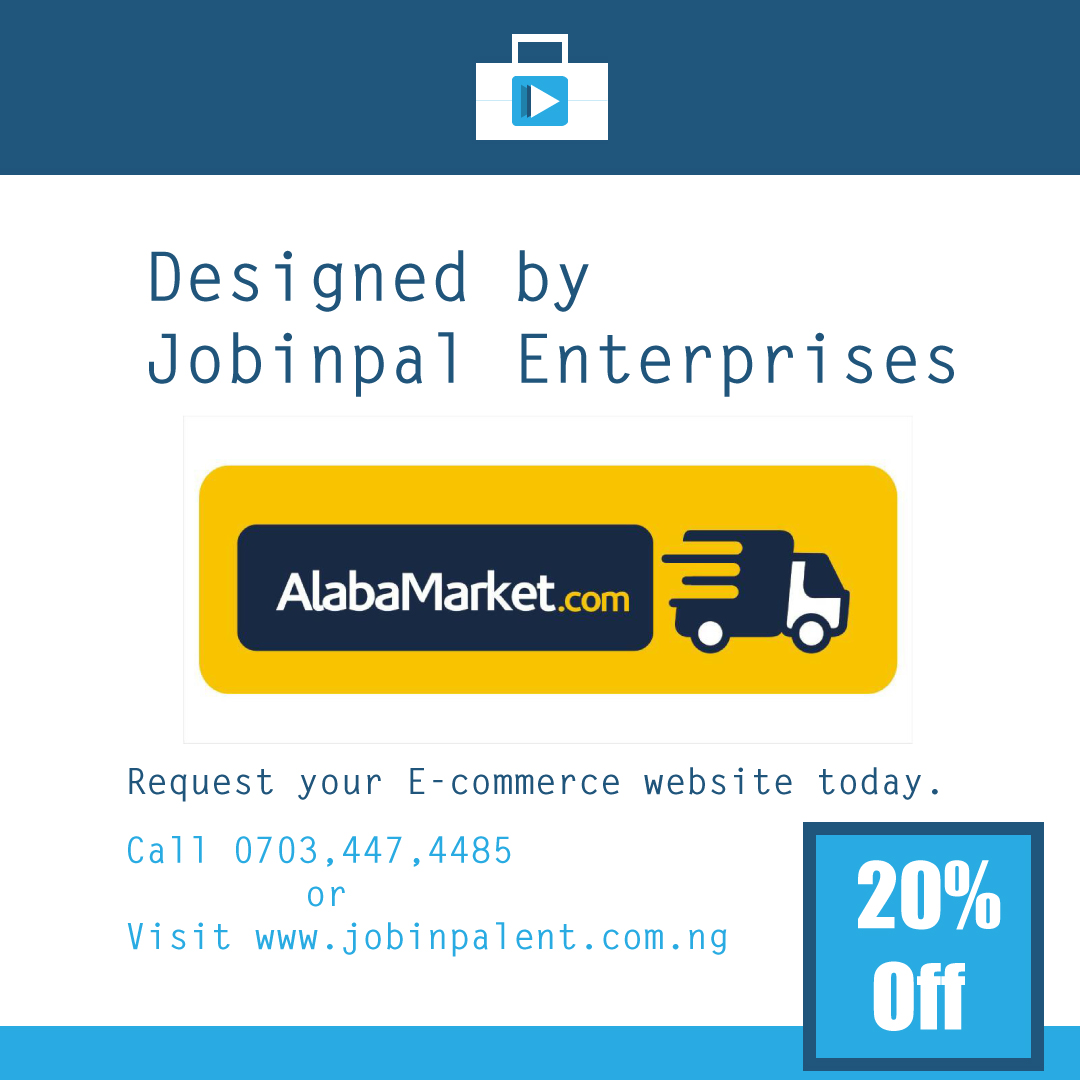 Designed by
Jobinpal Enterprises
AlabaMarket.com
Request your E-commerce website today.
Call 0703,447,4485
or
Visit www.jobinpalent.com.ng
20%
Off